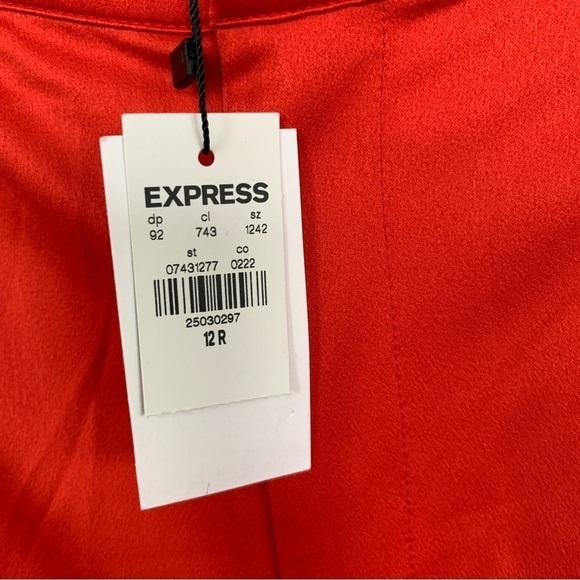 EXPRESS
dp cl sz
92 743 1242
st co
07431277 0222
25030297
12 R